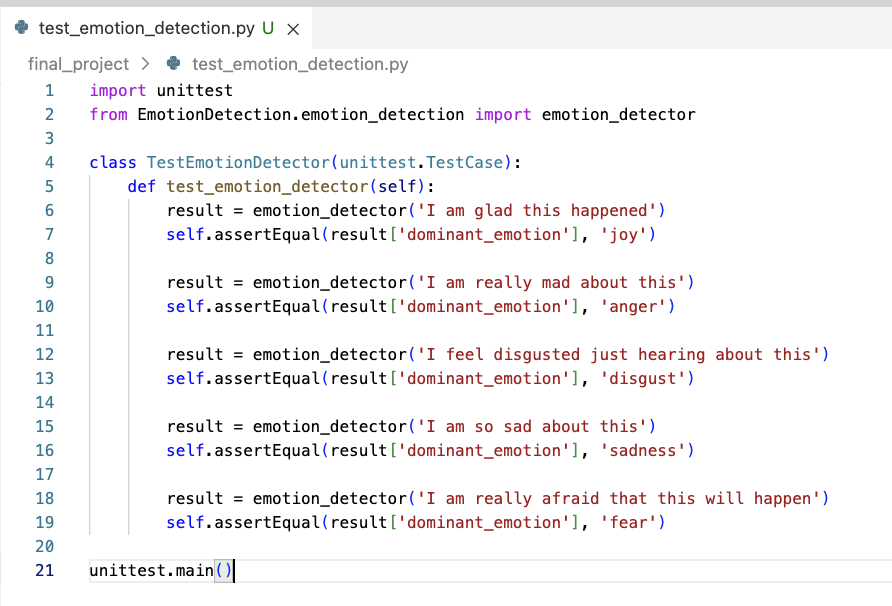 test_emotion_detection.py U ×
final_project > test_emotion_detection.py
1 import unittest
2 from EmotionDetection.emotion_detection import emotion_detector
3
4 class TestEmotionDetector(unittest.TestCase):
5     def test_emotion_detector(self):
6         result = emotion_detector('I am glad this happened')
7         self.assertEqual(result['dominant_emotion'], 'joy')
8
9         result = emotion_detector('I am really mad about this')
10         self.assertEqual(result['dominant_emotion'], 'anger')
11
12         result = emotion_detector('I feel disgusted just hearing about this')
13         self.assertEqual(result['dominant_emotion'], 'disgust')
14
15         result = emotion_detector('I am so sad about this')
16         self.assertEqual(result['dominant_emotion'], 'sadness')
17
18         result = emotion_detector('I am really afraid that this will happen')
19         self.assertEqual(result['dominant_emotion'], 'fear')
20
21 unittest.main()